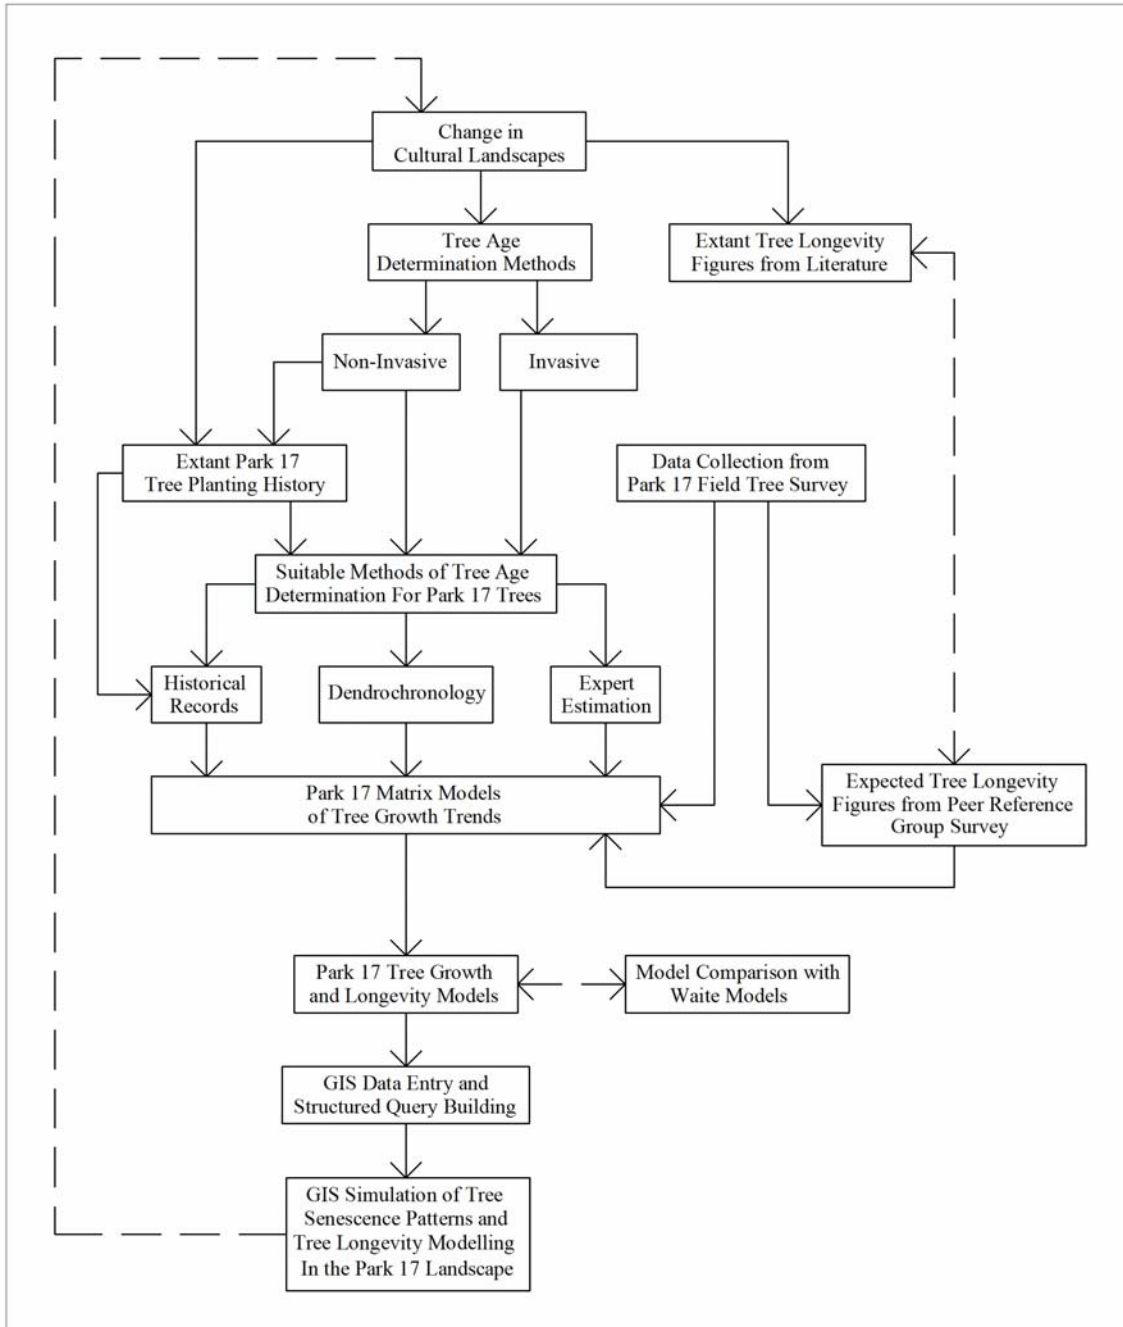 Change in
Cultural Landscapes
Tree Age
Determination Methods
Extant Tree Longevity
Figures from Literature
Non-Invasive
Invasive
Extant Park 17
Tree Planting History
Data Collection from
Park 17 Field Tree Survey
Suitable Methods of Tree Age
Determination For Park 17 Trees
Historical
Records
Dendrochronology
Expert
Estimation
Park 17 Matrix Models
of Tree Growth Trends
Expected Tree Longevity
Figures from Peer Reference
Group Survey
Park 17 Tree Growth
and Longevity Models
Model Comparison with
Waite Models
GIS Data Entry and
Structured Query Building
GIS Simulation of Tree
Senescence Patterns and
Tree Longevity Modelling
In the Park 17 Landscape